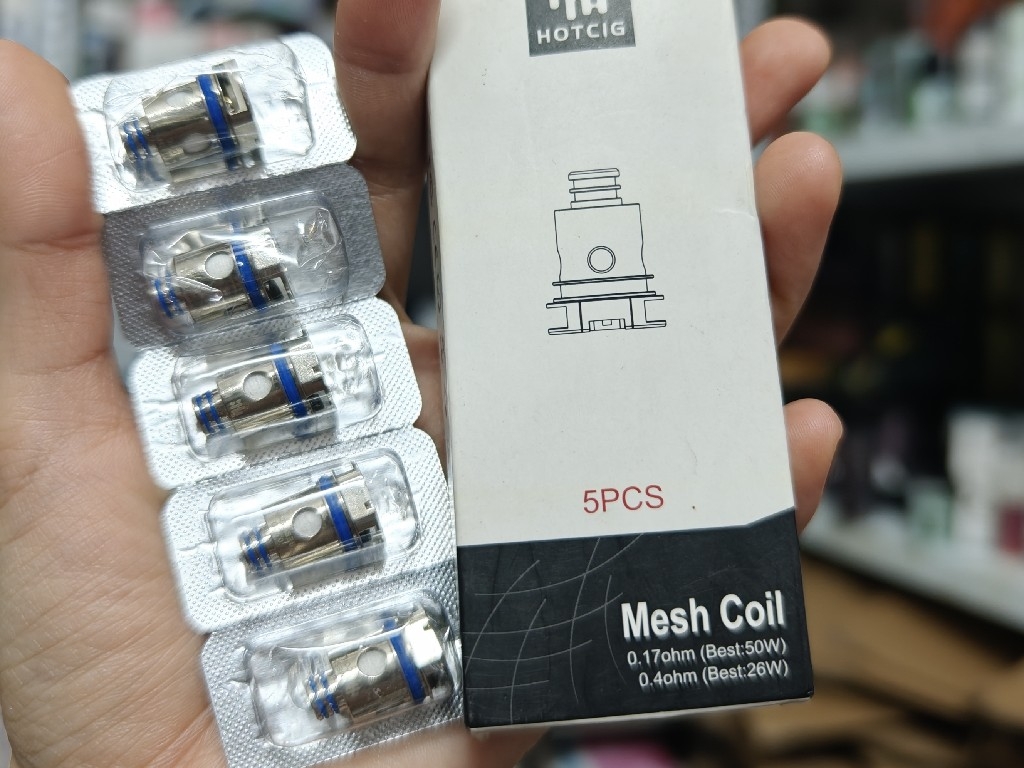 HOTCIG
5PCS
Mesh Coil
0.17ohm (Best:50W)
0.4ohm (Best:26W)